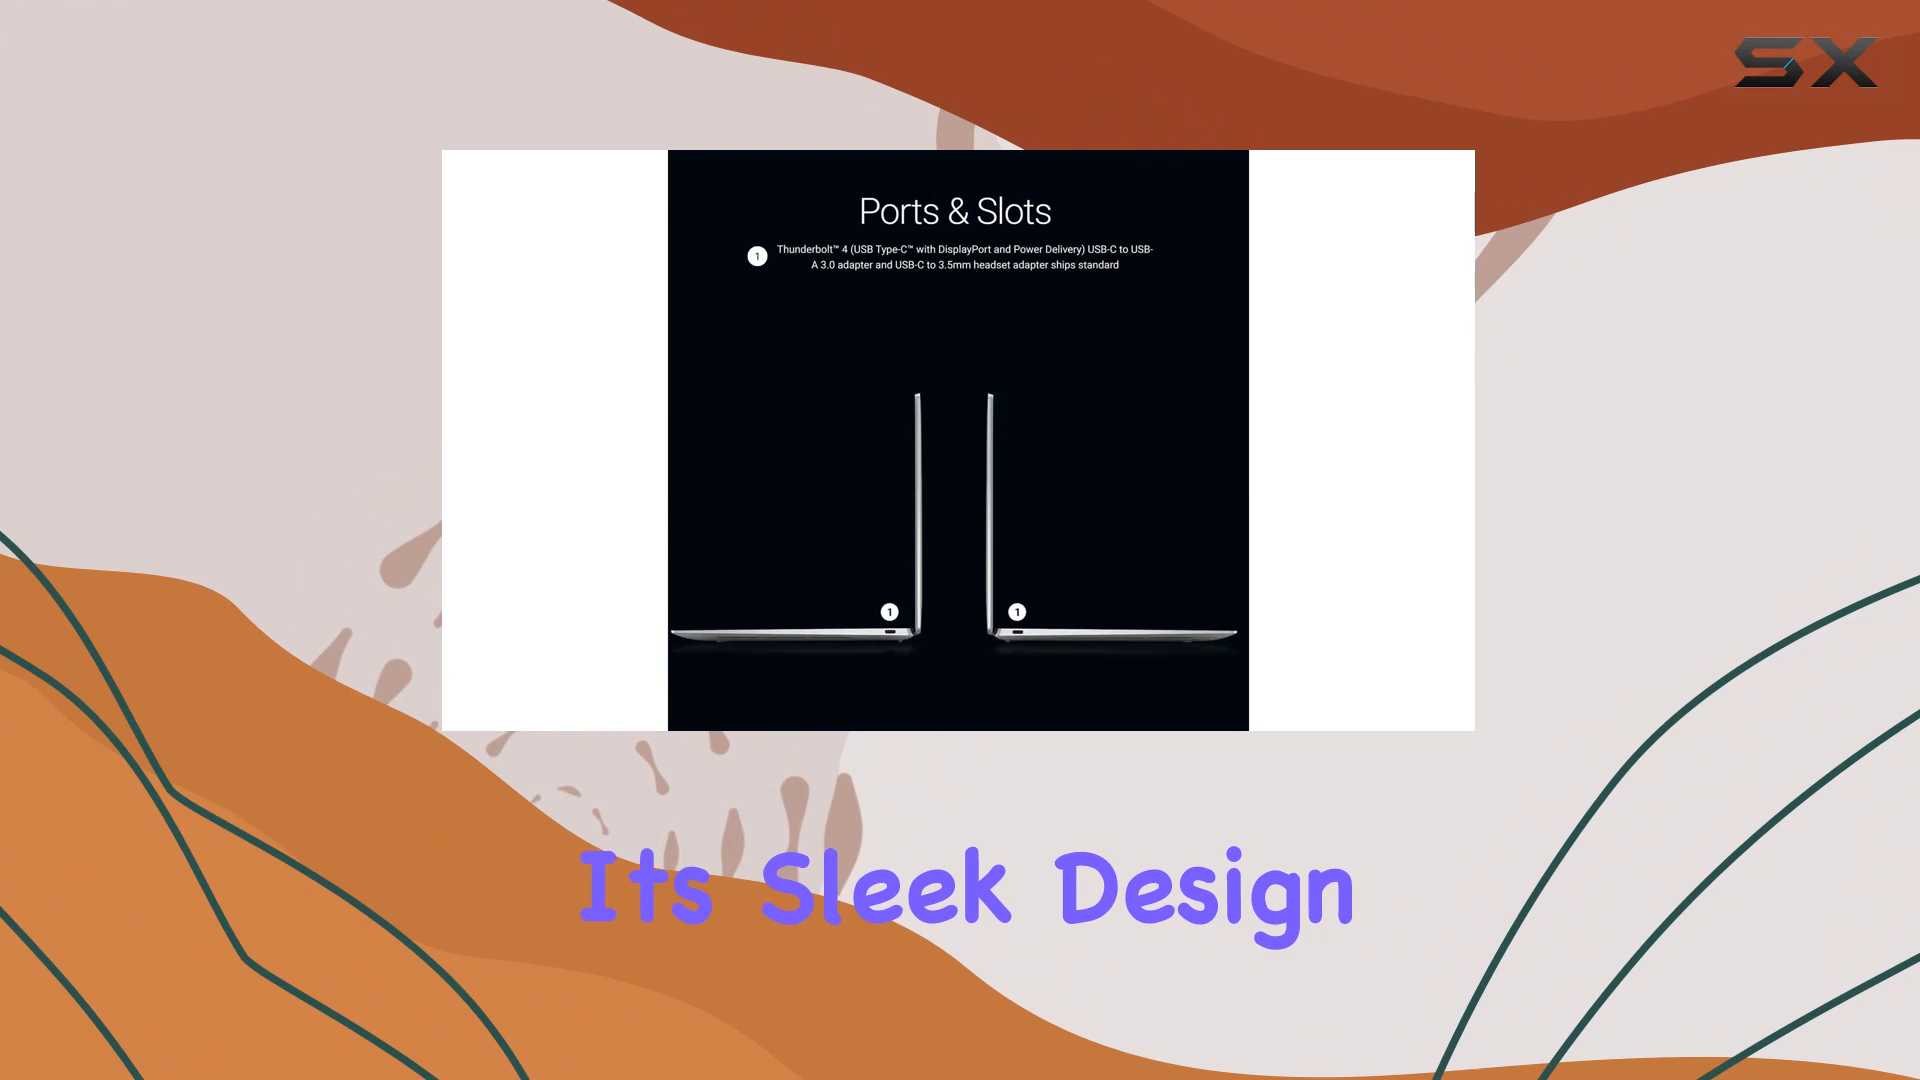 SX
Ports & Slots
1 Thunderbolt™ 4 (USB Type-C™ with DisplayPort and Power Delivery) USB-C to USB-
A 3.0 adapter and USB-C to 3.5mm headset adapter ships standard
1 1
Its Sleek Design